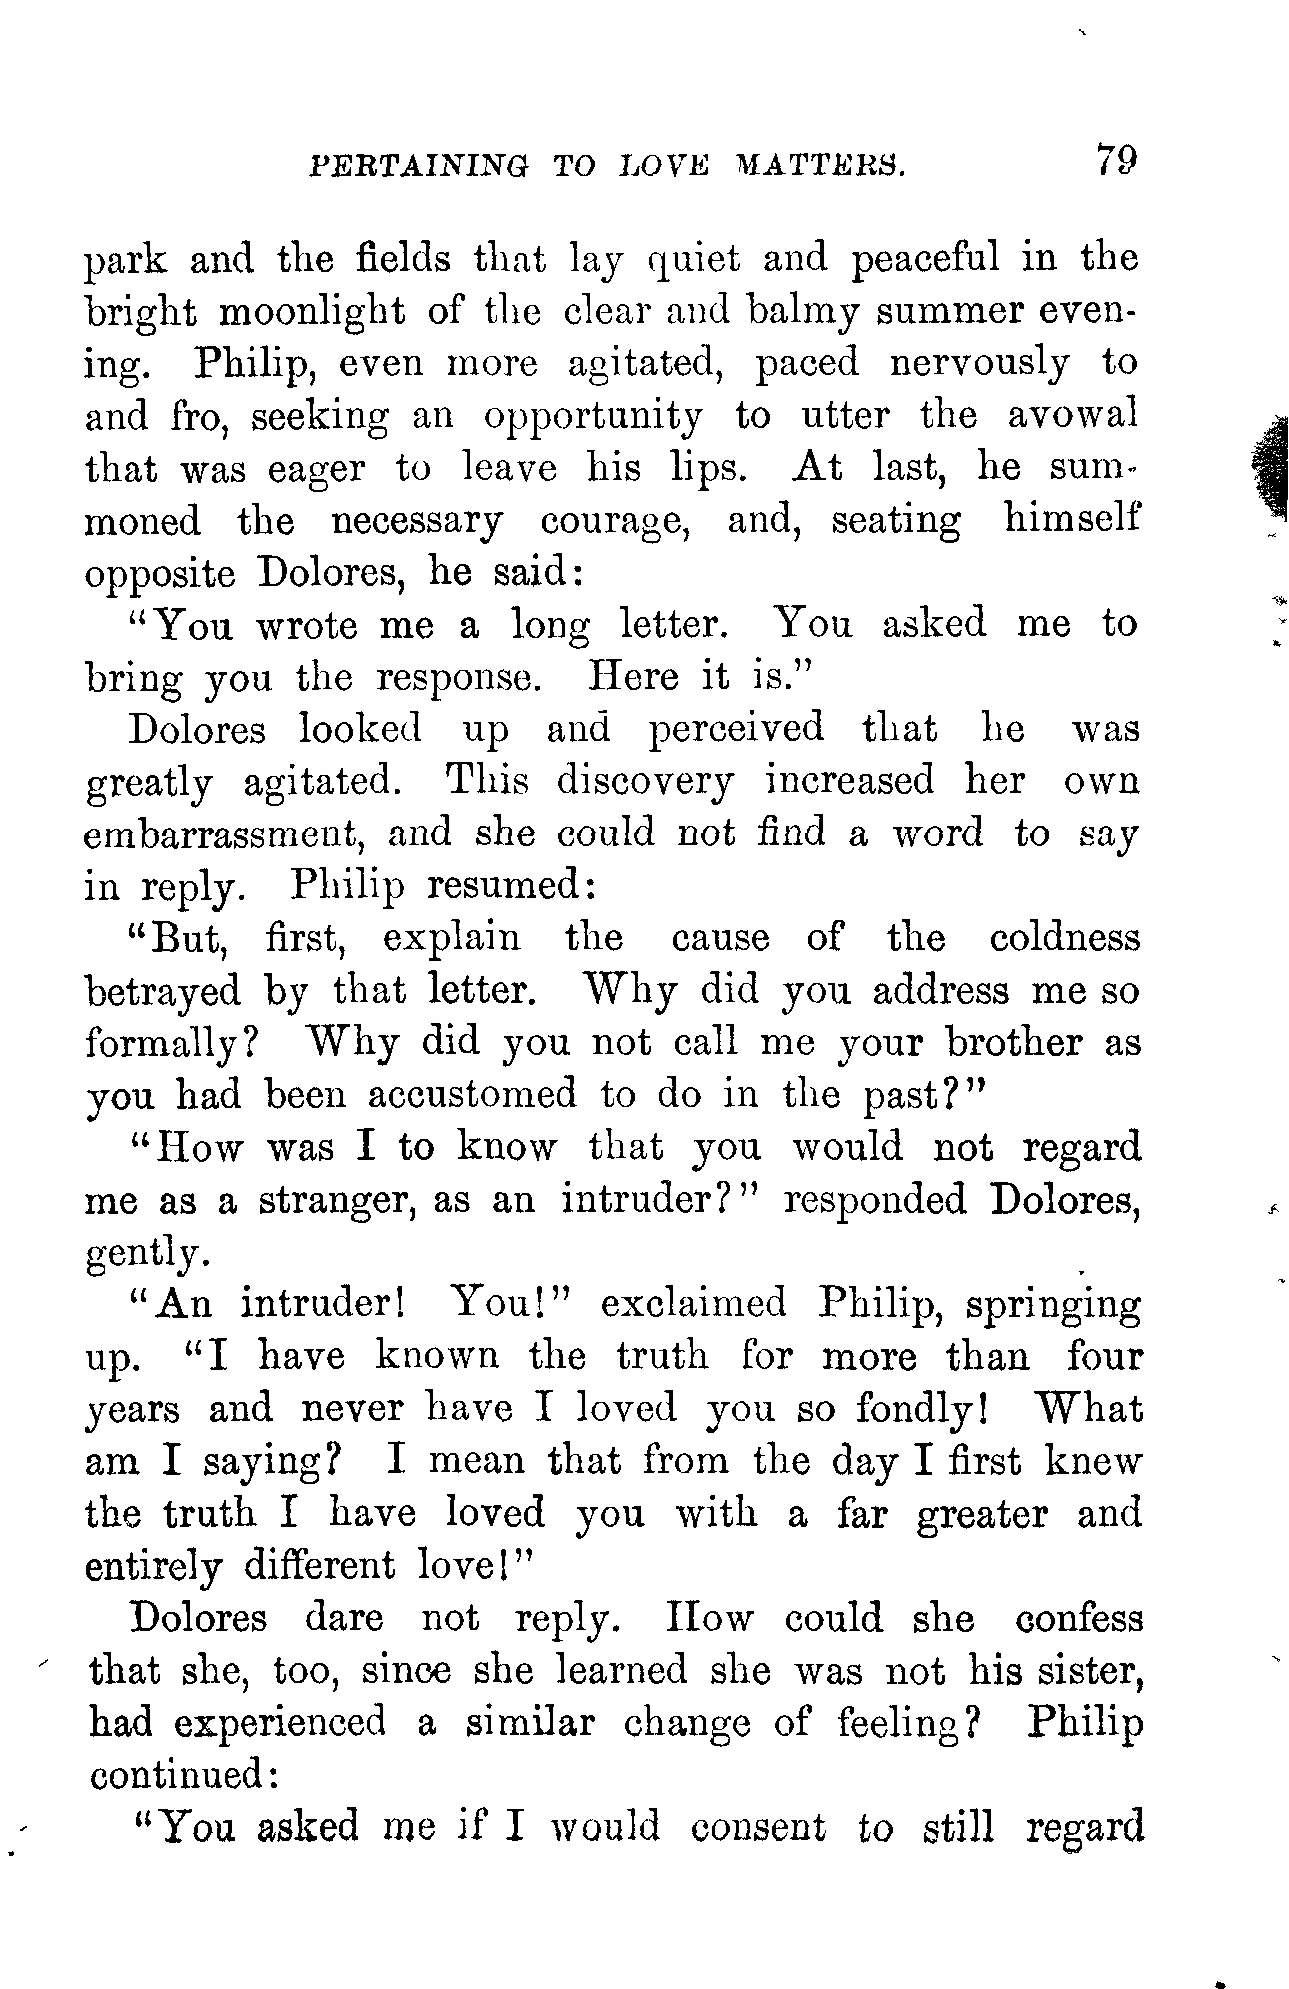 PERTAINING TO LOVE MATTERS. 79
park and the fields that lay quiet and peaceful in the
bright moonlight of the clear and balmy summer even-
ing. Philip, even more agitated, paced nervously to
and fro, seeking an opportunity to utter the avowal
that was eager to leave his lips. At last, he sum-
moned the necessary courage, and, seating himself
opposite Dolores, he said:
"You wrote me a long letter. You asked me to
bring you the response. Here it is."
Dolores looked up and perceived that he was
greatly agitated. This discovery increased her own
embarrassment, and she could not find a word to say
in reply. Philip resumed:
"But, first, explain the cause of the coldness
betrayed by that letter. Why did you address me so
formally? Why did you not call me your brother as
you had been accustomed to do in the past?"
"How was I to know that you would not regard
me as a stranger, as an intruder?" responded Dolores,
gently.
"An intruder! You!" exclaimed Philip, springing
up. "I have known the truth for more than four
years and never have I loved you so fondly! What
am I saying? I mean that from the day I first knew
the truth I have loved you with a far greater and
entirely different love!"
Dolores dare not reply. How could she confess
that she, too, since she learned she was not his sister,
had experienced a similar change of feeling? Philip
continued:
"You asked me if I would consent to still regard